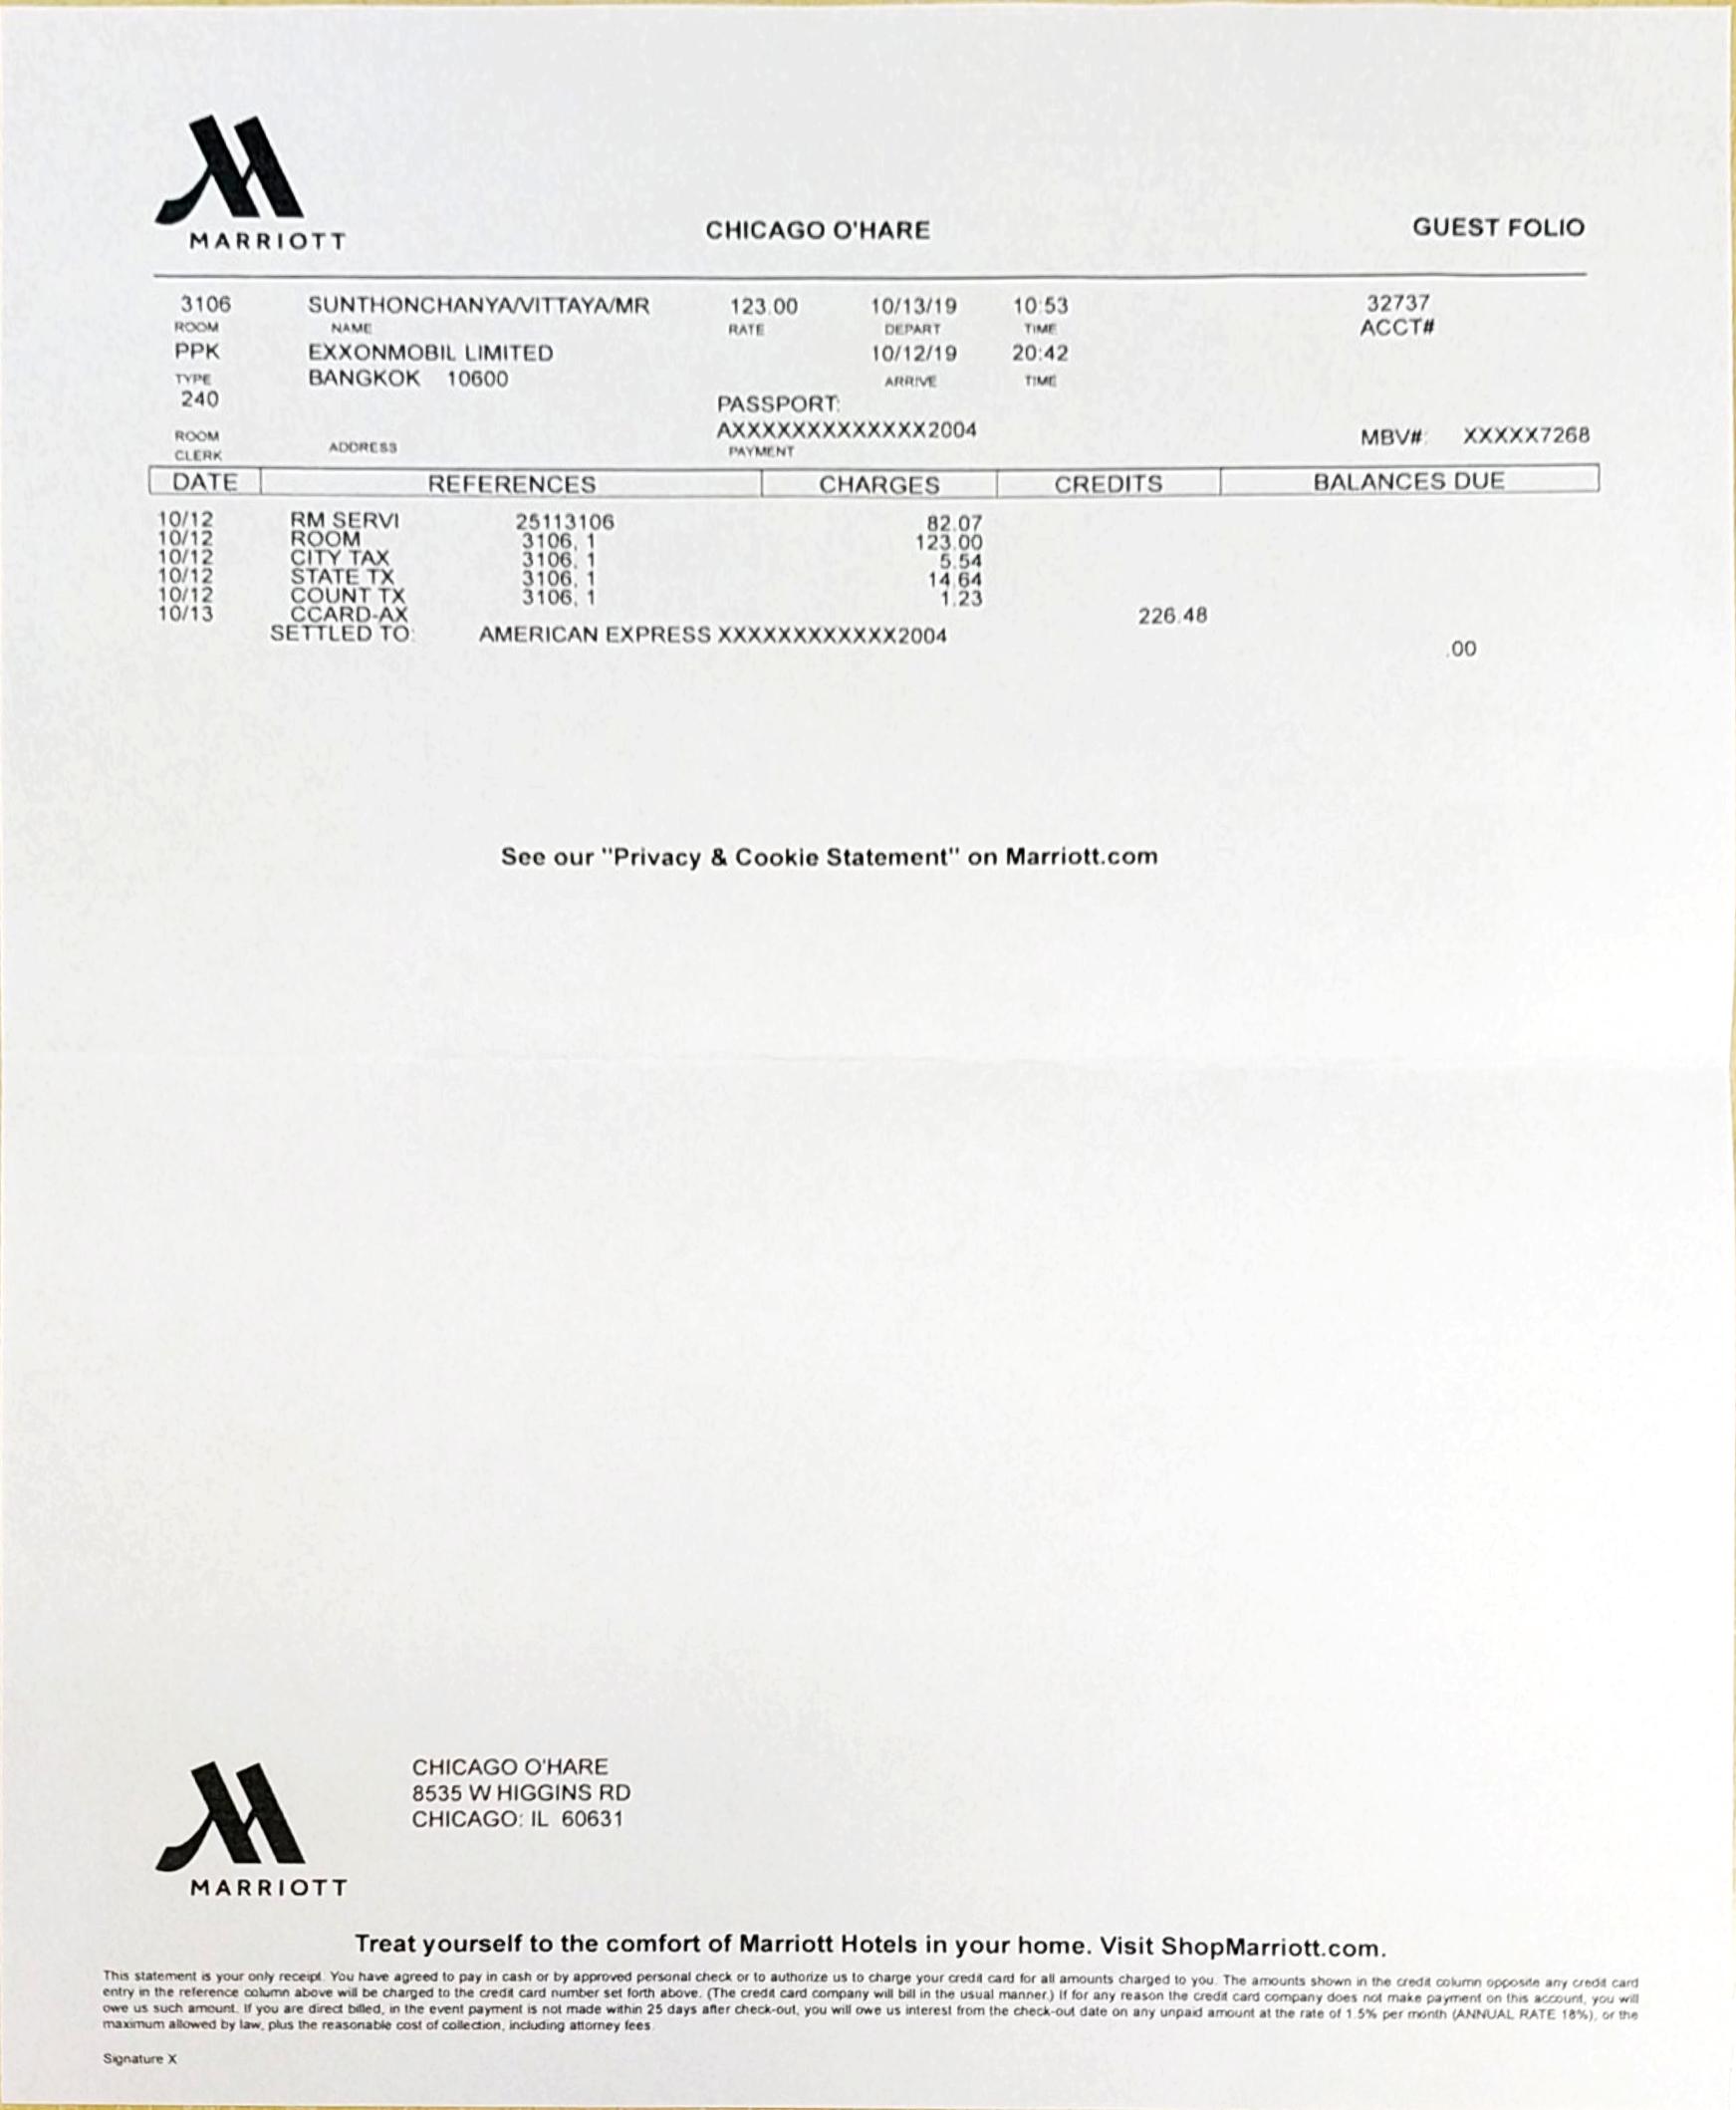 MARRIOTT
CHICAGO O'HARE
GUEST FOLIO
3106 SUNTHONCHANYA/VITTAYA/MR 123.00 10/13/19 10:53 32737
ROOM NAME RATE DEPART TIME ACCT#
PPK EXXONMOBIL LIMITED 10/12/19 20:42
TYPE BANGKOK 10600 ARRIVE TIME
240 PASSPORT:
AXXXXXXXXXXXXXX2004 MBV#: XXXXX7268
ROOM ADDRESS PAYMENT
CLERK
DATE REFERENCES CHARGES CREDITS BALANCES DUE
10/12 RM SERVI 25113106 82.07
10/12 ROOM 3106, 1 123.00
10/12 CITY TAX 3106, 1 5.54
10/12 STATE TX 3106, 1 14.64
10/12 COUNT TX 3106, 1 1.23
10/13 CCARD-AX 226.48
SETTLED TO: AMERICAN EXPRESS XXXXXXXXXXXX2004
.00
See our "Privacy & Cookie Statement" on Marriott.com
CHICAGO O'HARE
8535 W HIGGINS RD
CHICAGO: IL 60631
MARRIOTT
Treat yourself to the comfort of Marriott Hotels in your home. Visit ShopMarriott.com.
This statement is your only receipt. You have agreed to pay in cash or by approved personal check or to authorize us to charge your credit card for all amounts charged to you. The amounts shown in the credit column opposite any credit card
entry in the reference column above will be charged to the credit card number set forth above. (The credit card company will bill in the usual manner.) If for any reason the credit card company does not make payment on this account, you will
owe us such amount. If you are direct billed, in the event payment is not made within 25 days after check-out, you will owe us interest from the check-out date on any unpaid amount at the rate of 1.5% per month (ANNUAL RATE 18%), or the
maximum allowed by law, plus the reasonable cost of collection, including attorney fees.
Signature X